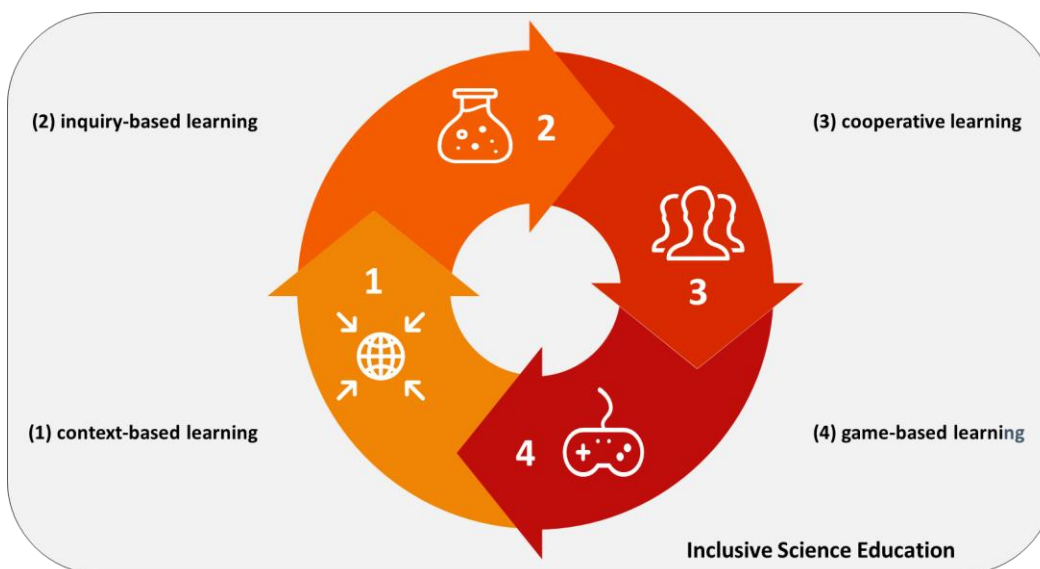 (2) inquiry-based learning
2
(3) cooperative learning
1
3
(1) context-based learning
4
(4) game-based learning
Inclusive Science Education